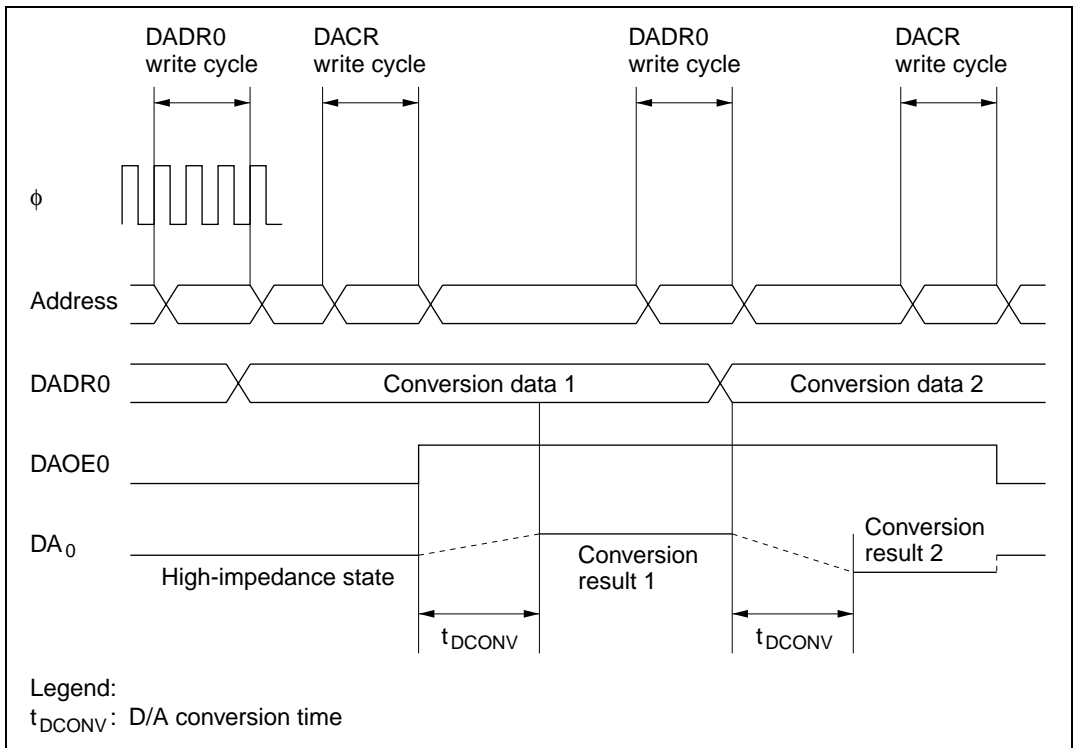 DADR0 write cycle
DACR write cycle
DADR0 write cycle
DACR write cycle
φ
Address
DADR0
Conversion data 1
Conversion data 2
DAOE0
DA0
High-impedance state
Conversion result 1
Conversion result 2
tDCONV
tDCONV
Legend:
tDCONV: D/A conversion time